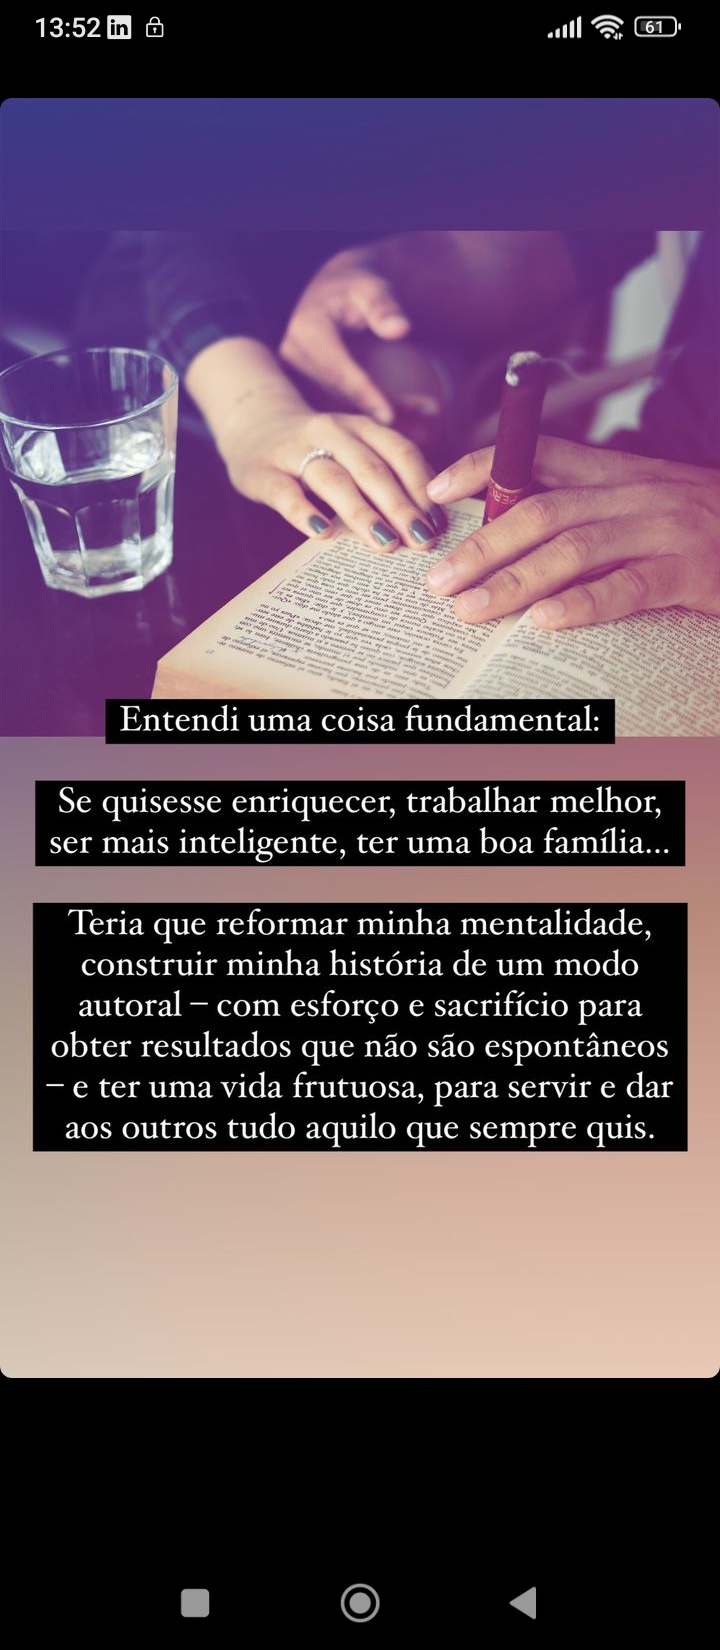 13:52
61
Entendi uma coisa fundamental:
Se quisesse enriquecer, trabalhar melhor,
ser mais inteligente, ter uma boa família...
Teria que reformar minha mentalidade,
construir minha história de um modo
autoral – com esforço e sacrifício para
obter resultados que não são espontâneos
– e ter uma vida frutuosa, para servir e dar
aos outros tudo aquilo que sempre quis.